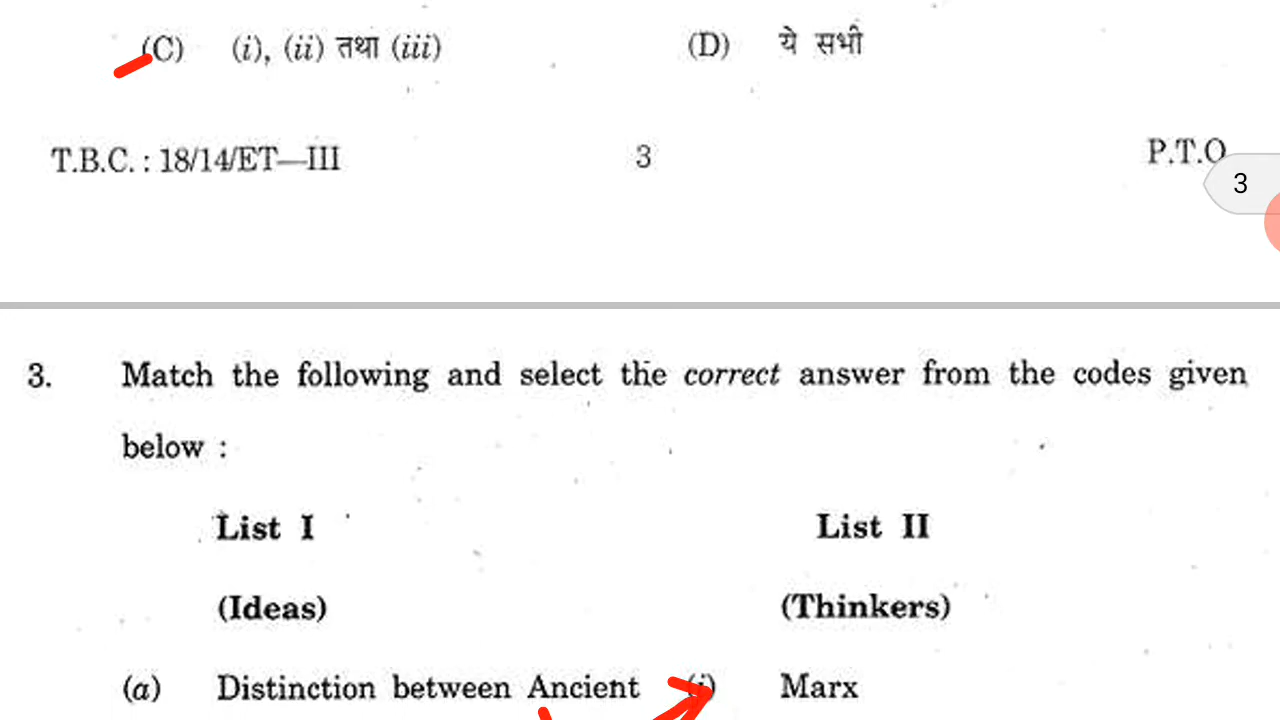 (C) (i), (ii) तथा (iii) (D) ये सभी
T.B.C. : 18/14/ET—III 3 P.T.O
3
3. Match the following and select the correct answer from the codes given
below :
List I List II
(Ideas) (Thinkers)
(a) Distinction between Ancient (i) Marx